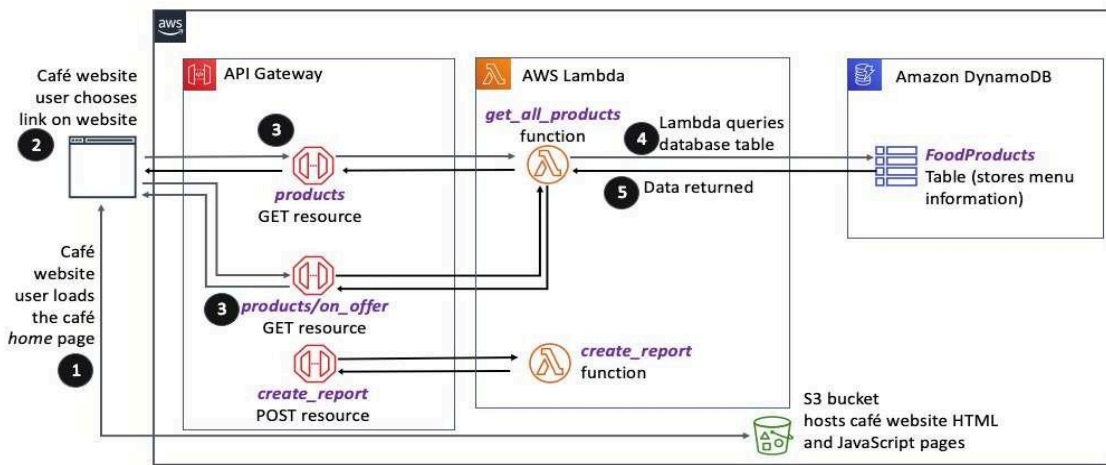 aws
Café website
user chooses
link on website
2
API Gateway
3
products
GET resource
3
products/on_offer
GET resource
create_report
POST resource
AWS Lambda
get_all_products
function
4
Lambda queries
database table
5
Data returned
create_report
function
Amazon DynamoDB
FoodProducts
Table (stores menu
information)
Café
website
user loads
the café
home page
1
S3 bucket
hosts café website HTML
and JavaScript pages